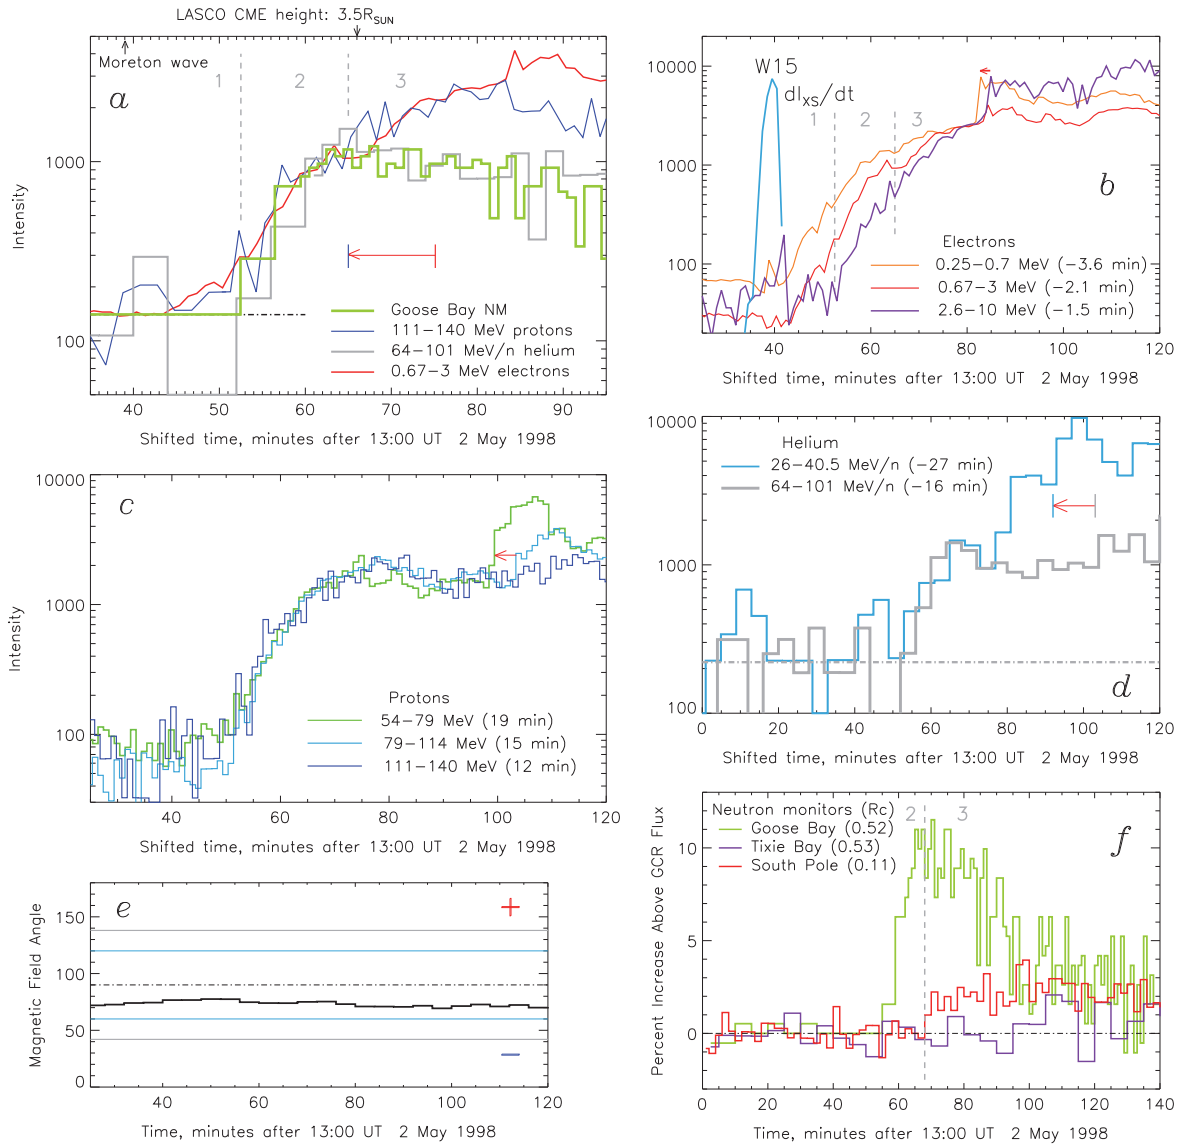 LASCO CME height: 3.5R_SUN
Moreton wave
a
1
2
3
1000
100
Intensity
Goose Bay NM
111–140 MeV protons
64–101 MeV/n helium
0.67–3 MeV electrons
40 50 60 70 80 90
Shifted time, minutes after 13:00 UT 2 May 1998
10000
1000
100
W15
dI_XS/dt
1
2
3
b
Electrons
0.25–0.7 MeV (−3.6 min)
0.67–3 MeV (−2.1 min)
2.6–10 MeV (−1.5 min)
40 60 80 100 120
Shifted time, minutes after 13:00 UT 2 May 1998
10000
1000
100
Intensity
c
Protons
54–79 MeV (19 min)
79–114 MeV (15 min)
111–140 MeV (12 min)
40 60 80 100 120
Shifted time, minutes after 13:00 UT 2 May 1998
10000
1000
100
Helium
26–40.5 MeV/n (−27 min)
64–101 MeV/n (−16 min)
d
0 20 40 60 80 100 120
Shifted time, minutes after 13:00 UT 2 May 1998
Magnetic Field Angle
150
100
50
0
e
+
−
40 60 80 100 120
Time, minutes after 13:00 UT 2 May 1998
Percent Increase Above GCR Flux
10
5
0
Neutron monitors (Rc)
Goose Bay (0.52)
Tixie Bay (0.53)
South Pole (0.11)
2
3
f
0 20 40 60 80 100 120 140
Time, minutes after 13:00 UT 2 May 1998